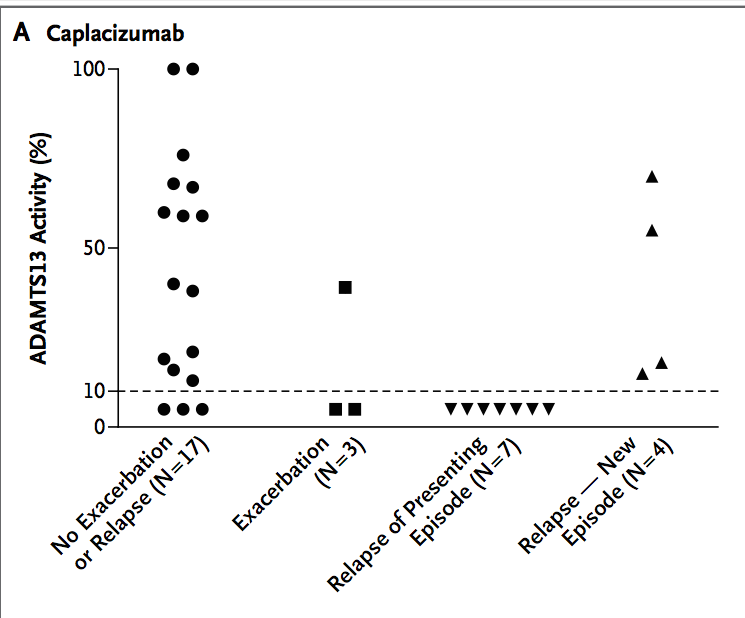 A Caplacizumab
ADAMTS13 Activity (%)
100
50
10
0
No Exacerbation
or Relapse (N=17)
Exacerbation
(N=3)
Relapse of Presenting
Episode (N=7)
Relapse — New
Episode (N=4)